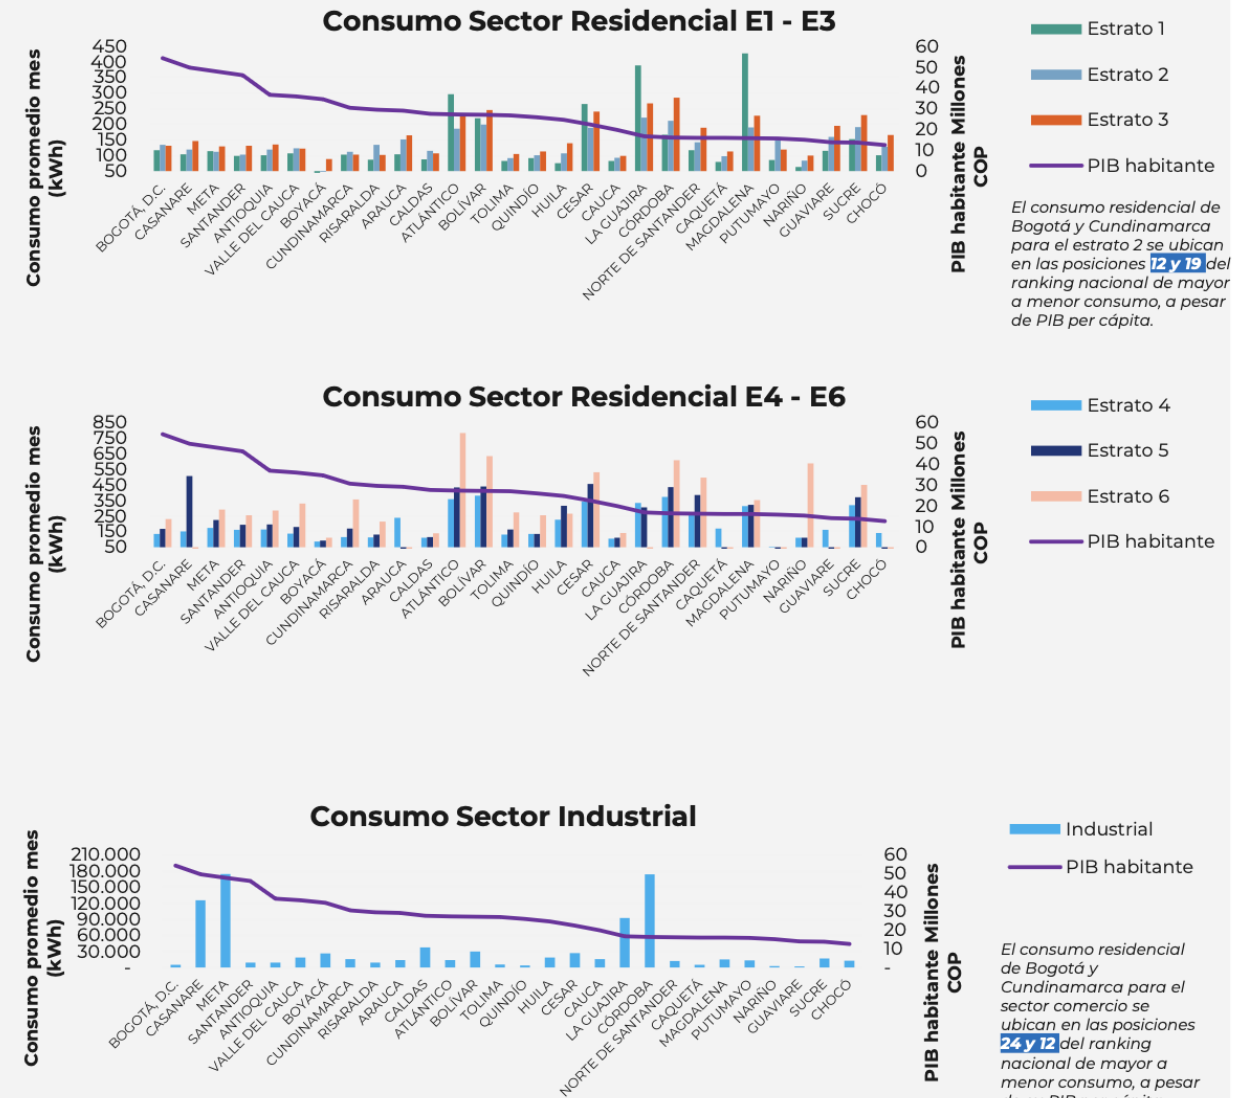 Consumo Sector Residencial E1 - E3
Consumo promedio mes
(kWh)
450
400
350
300
250
200
150
100
50
60
50
40
30
20
10
0
PIB habitante Millones
COP
BOGOTÁ, D.C.
CASANARE
META
SANTANDER
ANTIOQUIA
VALLE DEL CAUCA
BOYACÁ
CUNDINAMARCA
RISARALDA
ARAUCA
CALDAS
ATLÁNTICO
BOLÍVAR
TOLIMA
QUINDÍO
HUILA
CESAR
CAUCA
LA GUAJIRA
CÓRDOBA
NORTE DE SANTANDER
CAQUETÁ
MAGDALENA
PUTUMAYO
NARIÑO
GUAVIARE
SUCRE
CHOCÓ
Estrato 1
Estrato 2
Estrato 3
PIB habitante
El consumo residencial de
Bogotá y Cundinamarca
para el estrato 2 se ubican
en las posiciones 12 y 19 del
ranking nacional de mayor
a menor consumo, a pesar
de PIB per cápita.
Consumo Sector Residencial E4 - E6
Consumo promedio mes
(kWh)
850
750
650
550
450
350
250
150
50
60
50
40
30
20
10
0
PIB habitante Millones
COP
BOGOTÁ, D.C.
CASANARE
META
SANTANDER
ANTIOQUIA
VALLE DEL CAUCA
BOYACÁ
CUNDINAMARCA
RISARALDA
ARAUCA
CALDAS
ATLÁNTICO
BOLÍVAR
TOLIMA
QUINDÍO
HUILA
CESAR
CAUCA
LA GUAJIRA
CÓRDOBA
NORTE DE SANTANDER
CAQUETÁ
MAGDALENA
PUTUMAYO
NARIÑO
GUAVIARE
SUCRE
CHOCÓ
Estrato 4
Estrato 5
Estrato 6
PIB habitante
Consumo Sector Industrial
Consumo promedio mes
(kWh)
210.000
180.000
150.000
120.000
90.000
60.000
30.000
-
60
50
40
30
20
10
-
PIB habitante Millones
COP
BOGOTÁ, D.C.
CASANARE
META
SANTANDER
ANTIOQUIA
VALLE DEL CAUCA
BOYACÁ
CUNDINAMARCA
RISARALDA
ARAUCA
CALDAS
ATLÁNTICO
BOLÍVAR
TOLIMA
QUINDÍO
HUILA
CESAR
CAUCA
LA GUAJIRA
CÓRDOBA
NORTE DE SANTANDER
CAQUETÁ
MAGDALENA
PUTUMAYO
NARIÑO
GUAVIARE
SUCRE
CHOCÓ
Industrial
PIB habitante
El consumo residencial
de Bogotá y
Cundinamarca para el
sector comercio se
ubican en las posiciones
24 y 12 del ranking
nacional de mayor a
menor consumo, a pesar